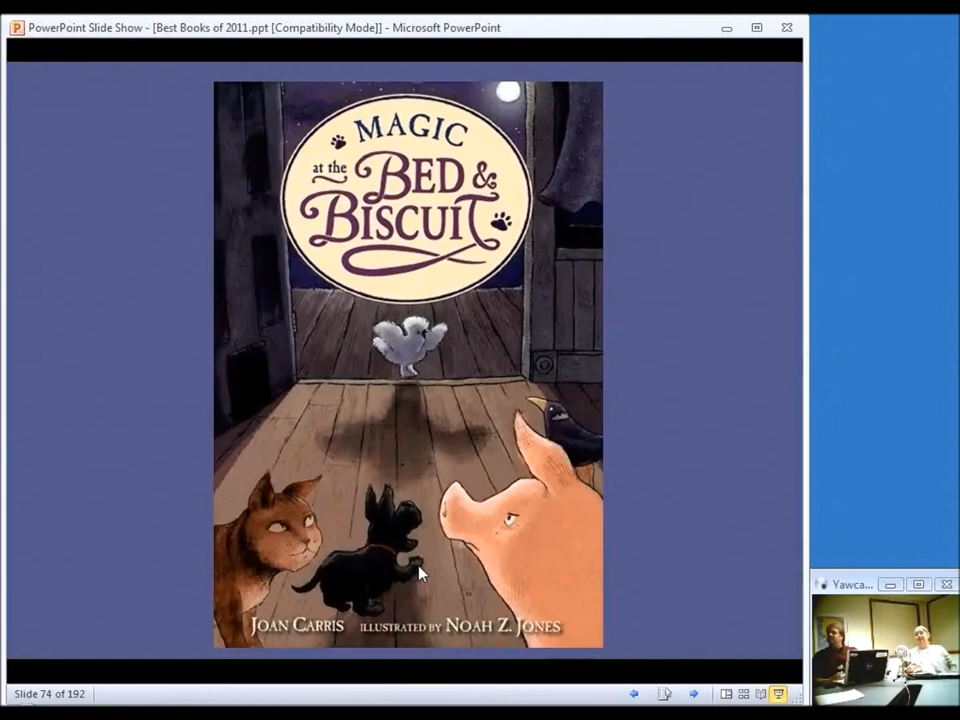 PowerPoint Slide Show - [Best Books of 2011.ppt [Compatibility Mode]] - Microsoft PowerPoint
MAGIC
at the BED &
BISCUIT
JOAN CARRIS ILLUSTRATED BY NOAH Z. JONES
Yawca...
Slide 74 of 192